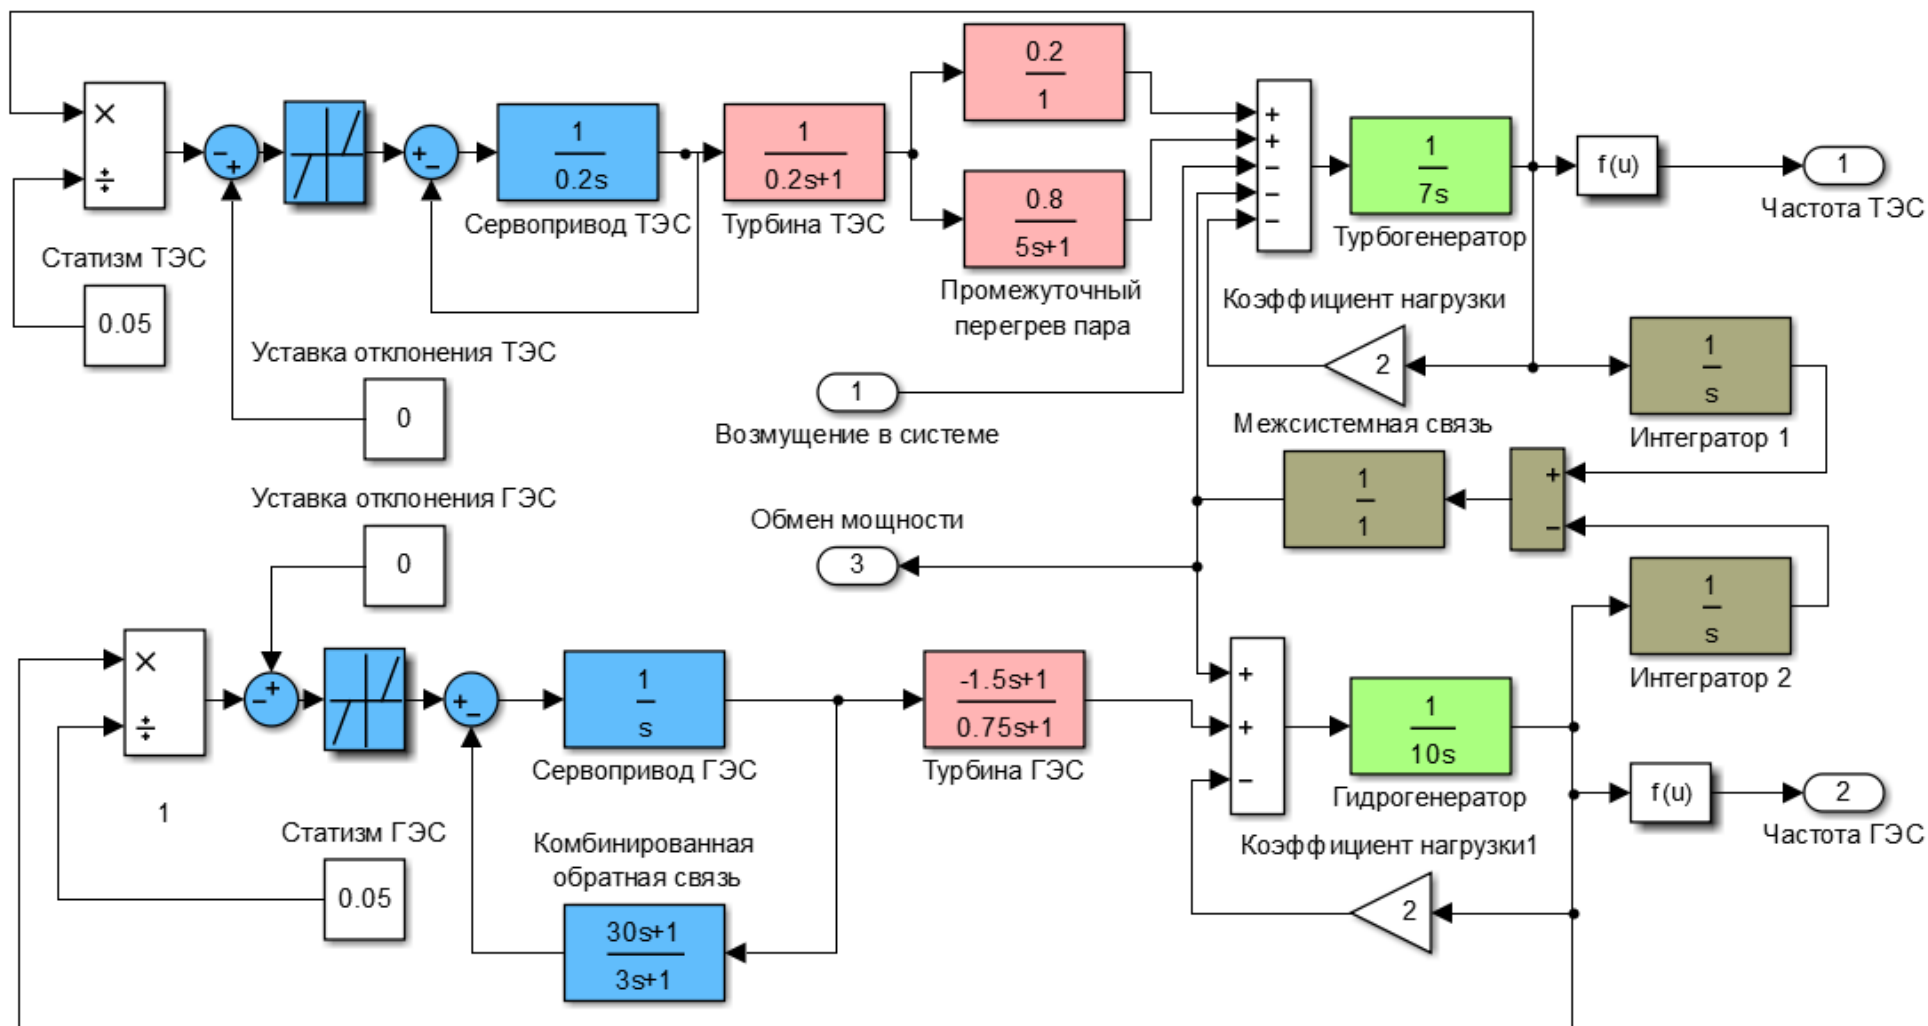 ×
÷
Статизм ТЭС
0.05
−
+
+
−
1
0.2s
Сервопривод ТЭС
1
0.2s+1
Турбина ТЭС
0.2
1
0.8
5s+1
Промежуточный
перегрев пара
+
+
−
−
−
1
7s
Турбогенератор
f(u)
1
Частота ТЭС
Уставка отклонения ТЭС
0
Коэффициент нагрузки
2
1
s
Интегратор 1
1
Возмущение в системе
Межсистемная связь
1
1
+
−
Уставка отклонения ГЭС
0
Обмен мощности
3
1
s
Интегратор 2
×
÷
1
−
+
+
−
1
s
Сервопривод ГЭС
-1.5s+1
0.75s+1
Турбина ГЭС
+
+
−
1
10s
Гидрогенератор
f(u)
2
Частота ГЭС
Статизм ГЭС
0.05
Комбинированная
обратная связь
30s+1
3s+1
Коэффициент нагрузки1
2